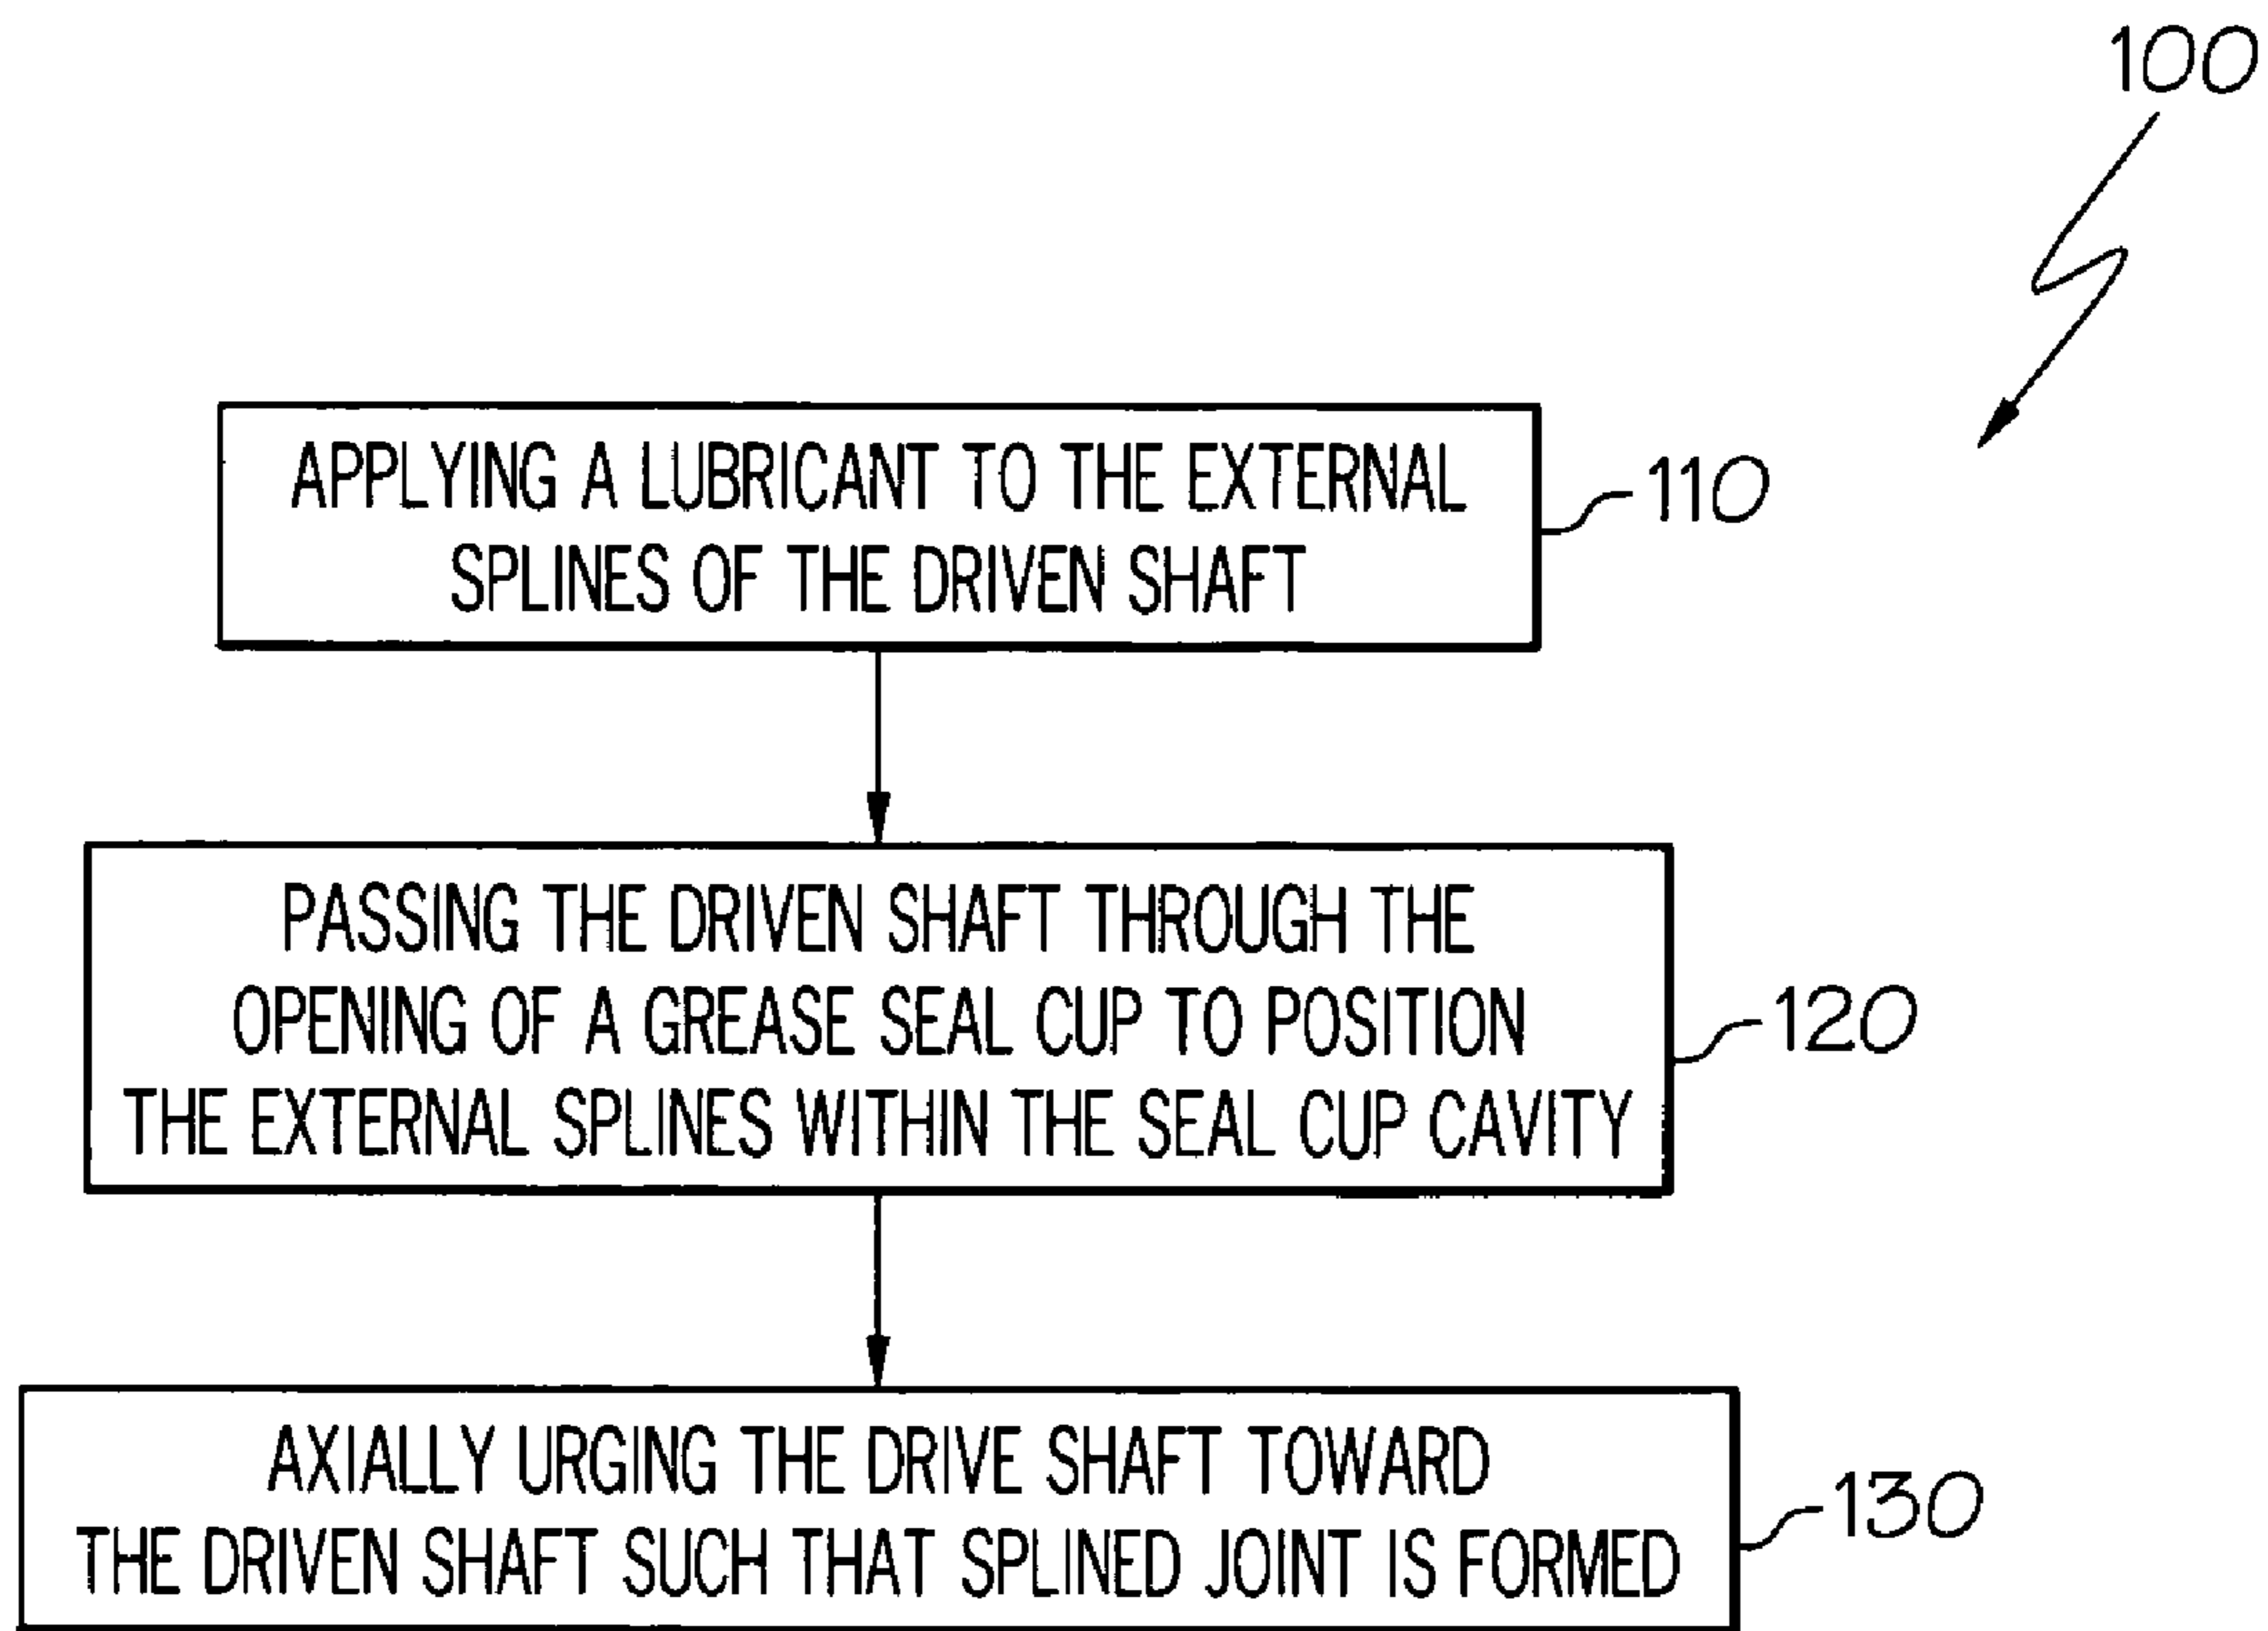 100
APPLYING A LUBRICANT TO THE EXTERNAL
SPLINES OF THE DRIVEN SHAFT
110
PASSING THE DRIVEN SHAFT THROUGH THE
OPENING OF A GREASE SEAL CUP TO POSITION
THE EXTERNAL SPLINES WITHIN THE SEAL CUP CAVITY
120
AXIALLY URGING THE DRIVE SHAFT TOWARD
THE DRIVEN SHAFT SUCH THAT SPLINED JOINT IS FORMED
130